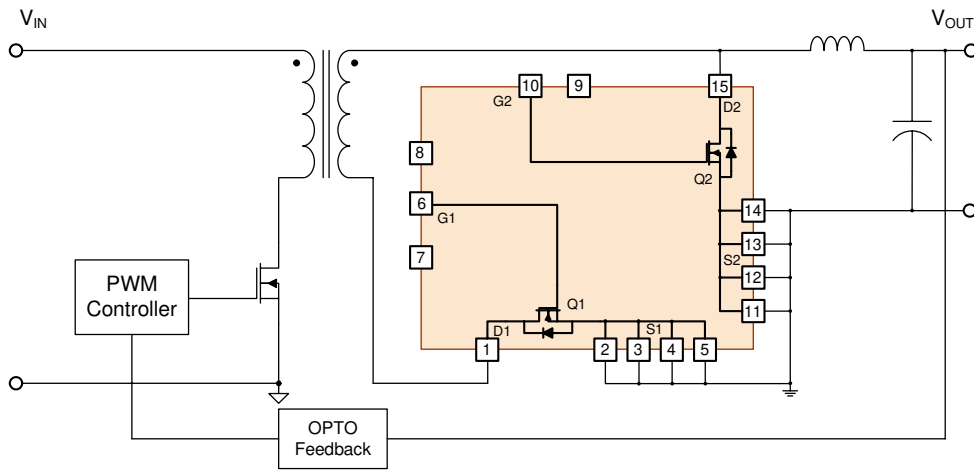 VIN
VOUT
10
9
15
G2
D2
8
Q2
6
G1
14
13
S2
7
12
PWM
Controller
11
Q1
D1
S1
1
2
3
4
5
OPTO
Feedback